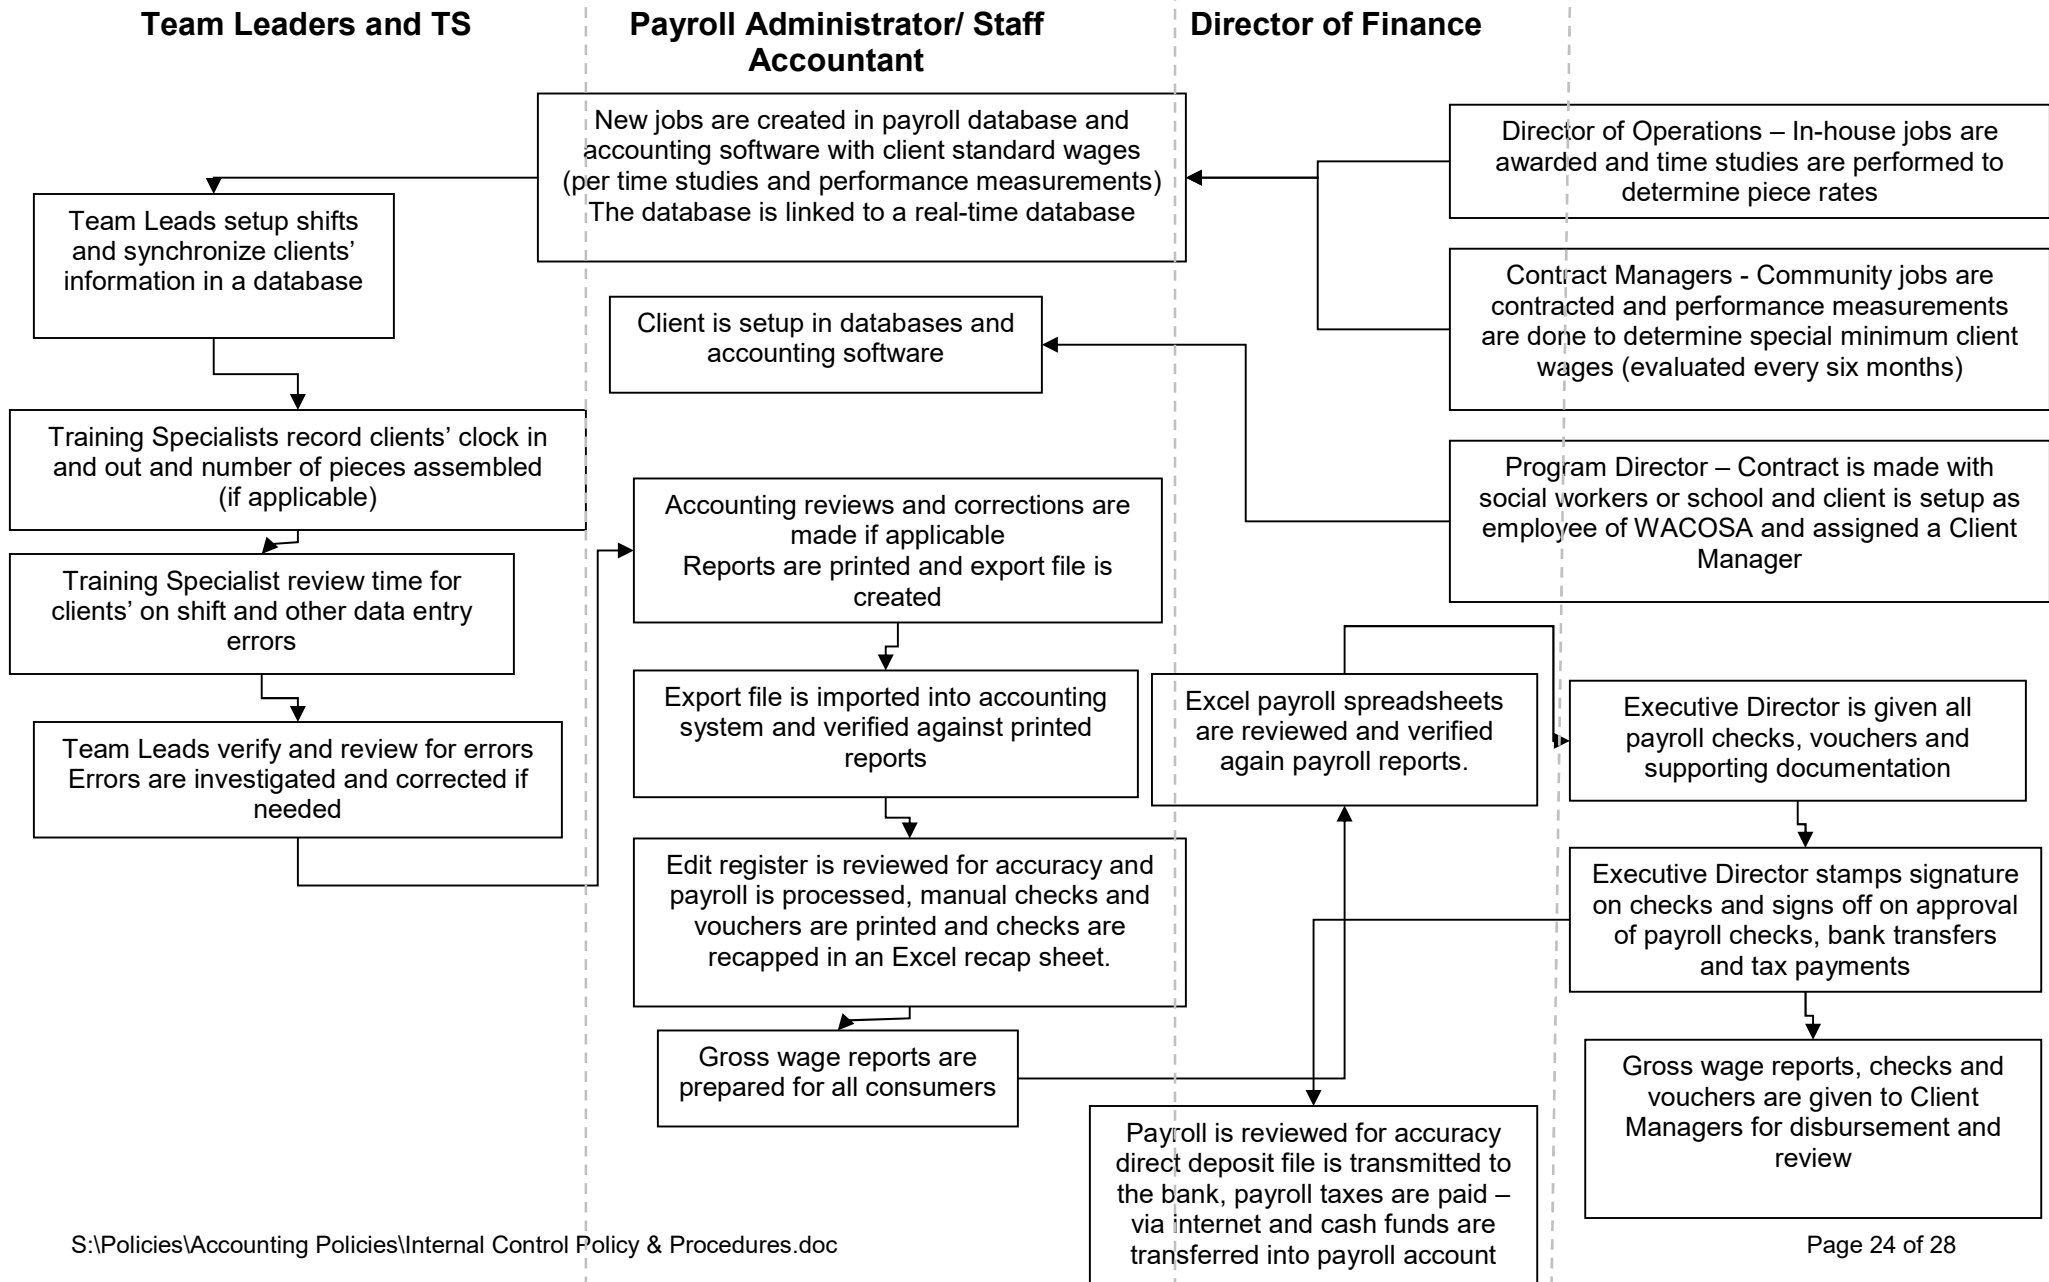 Team Leaders and TS
Payroll Administrator/ Staff
Accountant
Director of Finance
New jobs are created in payroll database and
accounting software with client standard wages
(per time studies and performance measurements)
The database is linked to a real-time database
Director of Operations – In-house jobs are
awarded and time studies are performed to
determine piece rates
Team Leads setup shifts
and synchronize clients’
information in a database
Contract Managers - Community jobs are
contracted and performance measurements
are done to determine special minimum client
wages (evaluated every six months)
Client is setup in databases and
accounting software
Training Specialists record clients’ clock in
and out and number of pieces assembled
(if applicable)
Program Director – Contract is made with
social workers or school and client is setup as
employee of WACOSA and assigned a Client
Manager
Accounting reviews and corrections are
made if applicable
Reports are printed and export file is
created
Training Specialist review time for
clients’ on shift and other data entry
errors
Export file is imported into accounting
system and verified against printed
reports
Excel payroll spreadsheets
are reviewed and verified
again payroll reports.
Executive Director is given all
payroll checks, vouchers and
supporting documentation
Team Leads verify and review for errors
Errors are investigated and corrected if
needed
Edit register is reviewed for accuracy and
payroll is processed, manual checks and
vouchers are printed and checks are
recapped in an Excel recap sheet.
Executive Director stamps signature
on checks and signs off on approval
of payroll checks, bank transfers
and tax payments
Gross wage reports are
prepared for all consumers
Gross wage reports, checks and
vouchers are given to Client
Managers for disbursement and
review
Payroll is reviewed for accuracy
direct deposit file is transmitted to
the bank, payroll taxes are paid –
via internet and cash funds are
transferred into payroll account
S:\Policies\Accounting Policies\Internal Control Policy & Procedures.doc
Page 24 of 28